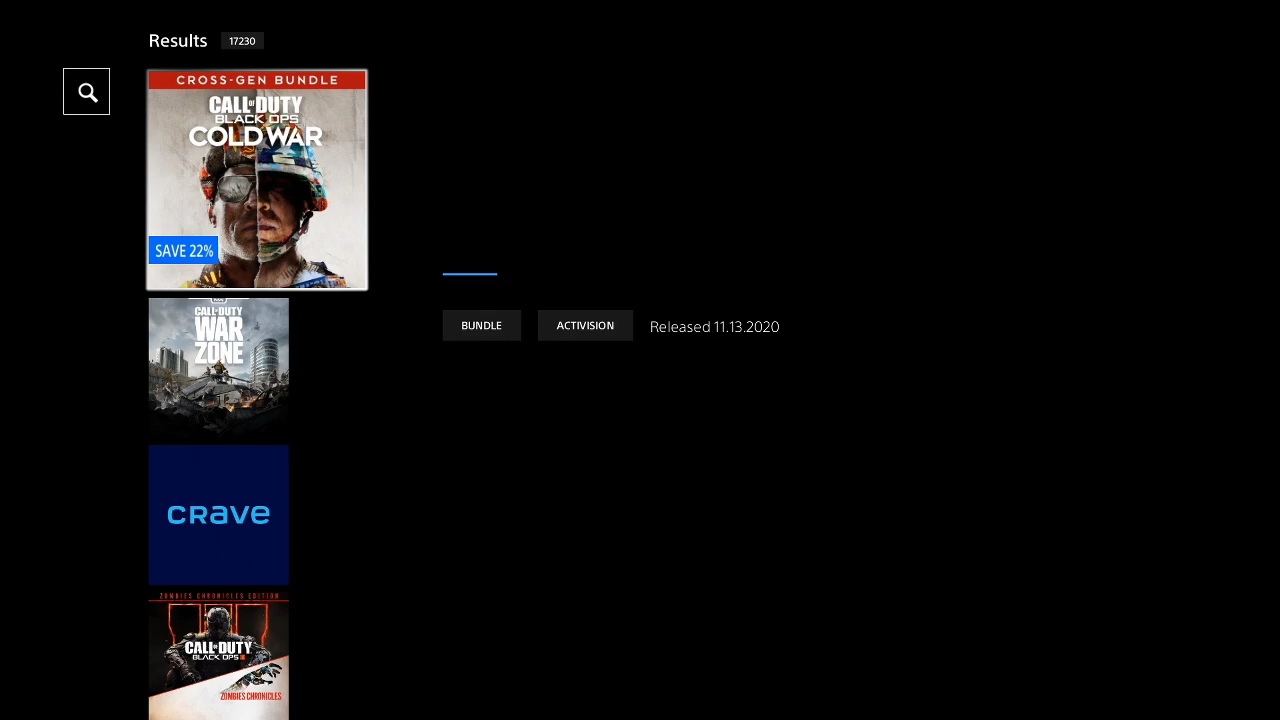 Results 17230
CROSS-GEN BUNDLE
CALL OF DUTY
BLACK OPS
COLD WAR
SAVE 22%
BUNDLE ACTIVISION Released 11.13.2020
CALL OF DUTY
WAR
ZONE
CRAVE
ZOMBIES CHRONICLES EDITION
CALL OF DUTY
BLACK OPS III
ZOMBIES CHRONICLES